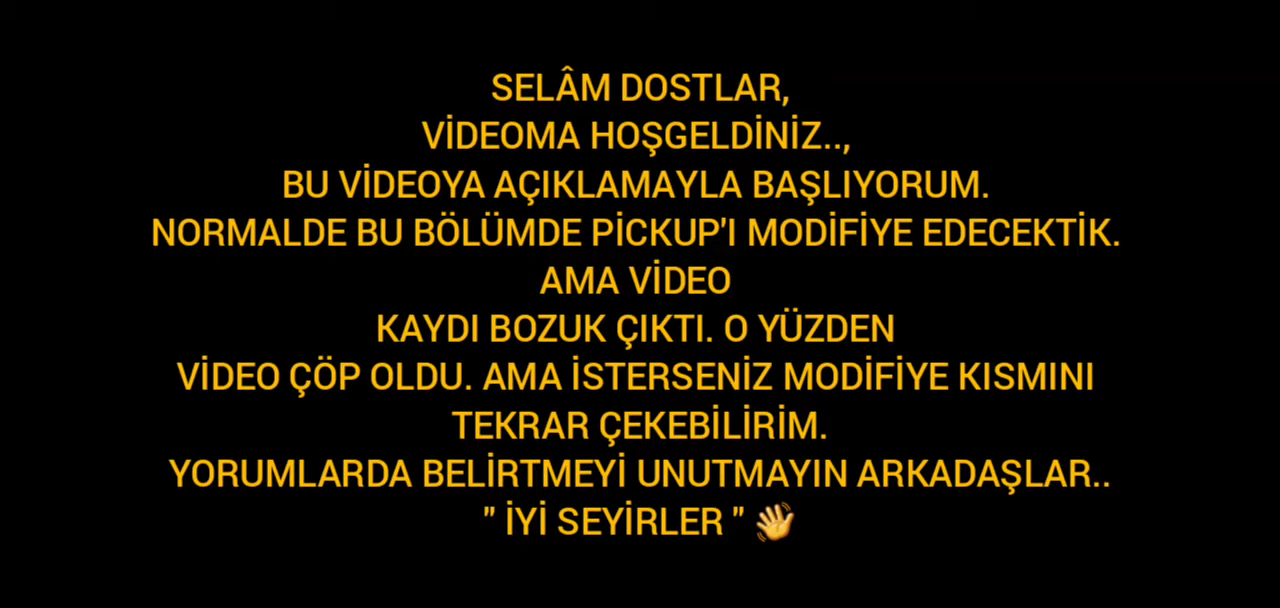 SELÂM DOSTLAR,
VİDEOMA HOŞGELDİNİZ..,
BU VİDEOYA AÇIKLAMAYLA BAŞLIYORUM.
NORMALDE BU BÖLÜMDE PİCKUP'I MODİFİYE EDECEKTİK.
AMA VİDEO
KAYDI BOZUK ÇIKTI. O YÜZDEN
VİDEO ÇÖP OLDU. AMA İSTERSENİZ MODİFİYE KISMINI
TEKRAR ÇEKEBİLİRİM.
YORUMLARDA BELİRTMEYİ UNUTMAYIN ARKADAŞLAR..
" İYİ SEYİRLER " 👋